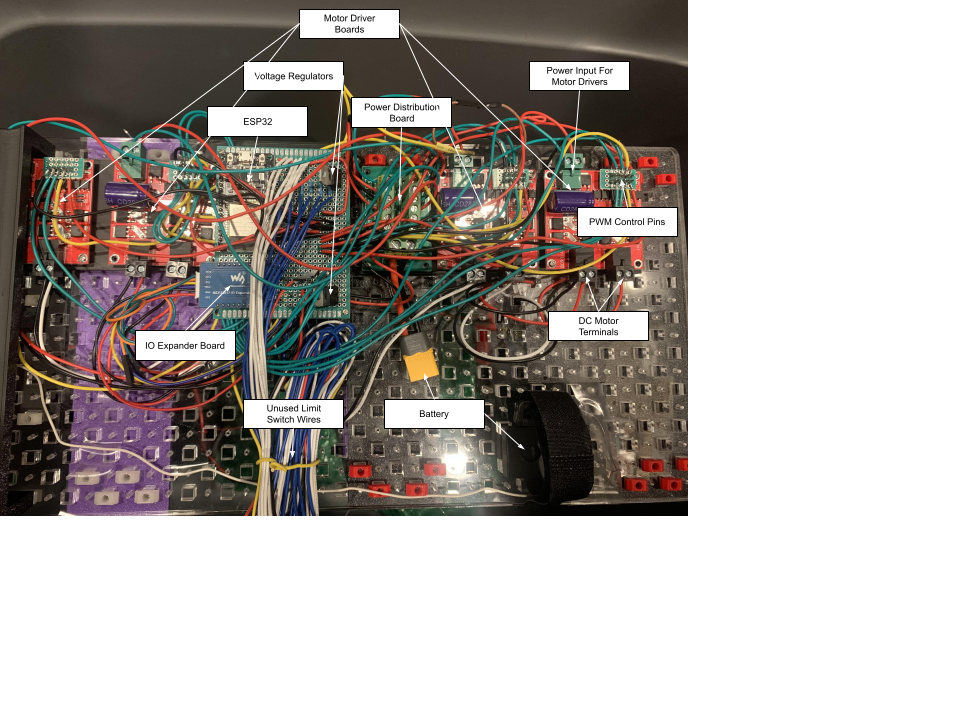 Motor Driver
Boards
Voltage Regulators
Power Input For
Motor Drivers
Power Distribution
Board
ESP32
PWM Control Pins
DC Motor
Terminals
IO Expander Board
Unused Limit
Switch Wires
Battery